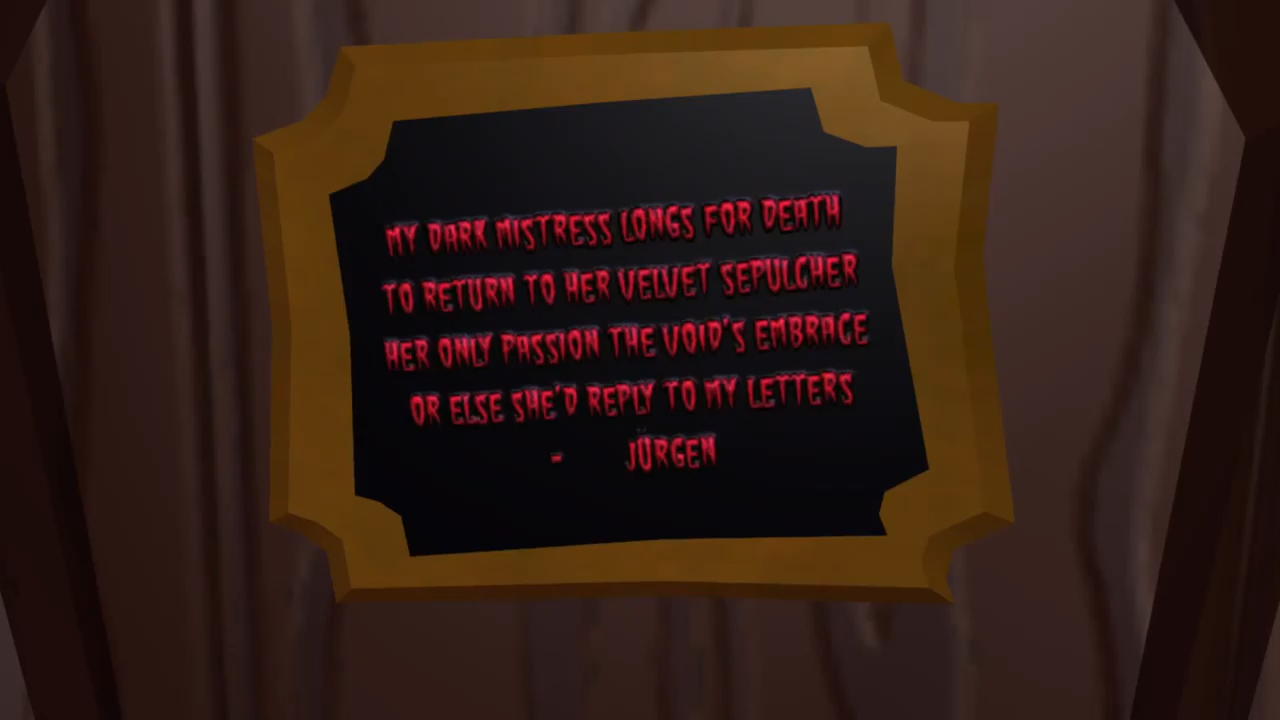 MY DARK MISTRESS LONGS FOR DEATH
TO RETURN TO HER VELVET SEPULCHER
HER ONLY PASSION THE VOID'S EMBRACE
OR ELSE SHE'D REPLY TO MY LETTERS
- JÜRGEN